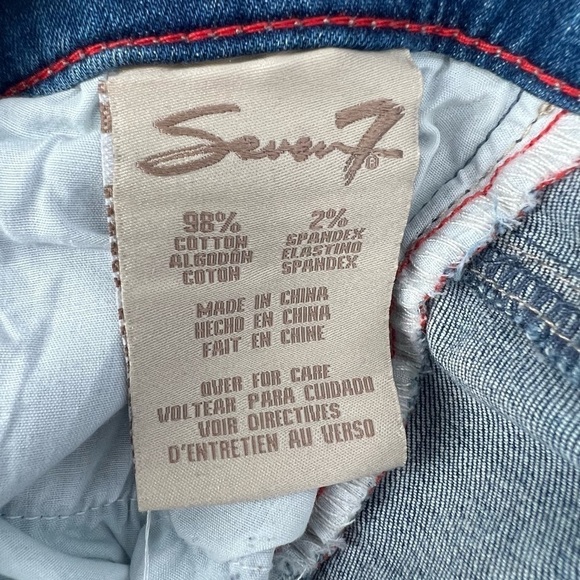 Seven7®
98% 2%
COTTON SPANDEX
ALGODÓN ELASTINO
COTON SPANDEX
MADE IN CHINA
HECHO EN CHINA
FAIT EN CHINE
OVER FOR CARE
VOLTEAR PARA CUIDADO
VOIR DIRECTIVES
D'ENTRETIEN AU VERSO